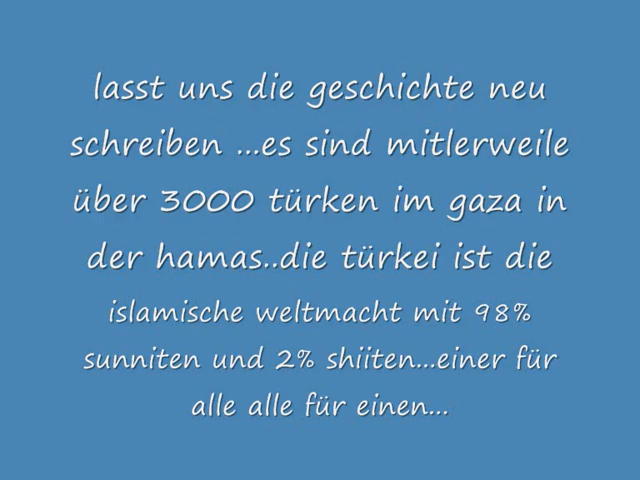 lasst uns die geschichte neu
schreiben ...es sind mitlerweile
über 3000 türken im gaza in
der hamas..die türkei ist die
islamische weltmacht mit 98%
sunniten und 2% shiiten...einer für
alle alle für einen...